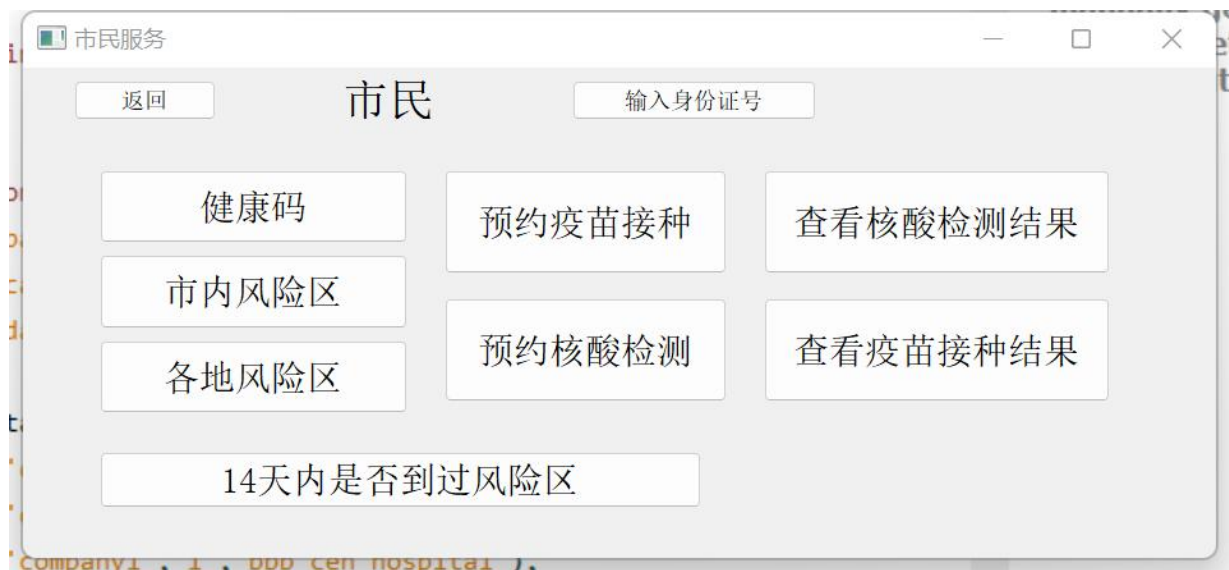 市民服务
返回
市民
输入身份证号
健康码
预约疫苗接种
查看核酸检测结果
市内风险区
各地风险区
预约核酸检测
查看疫苗接种结果
14天内是否到过风险区